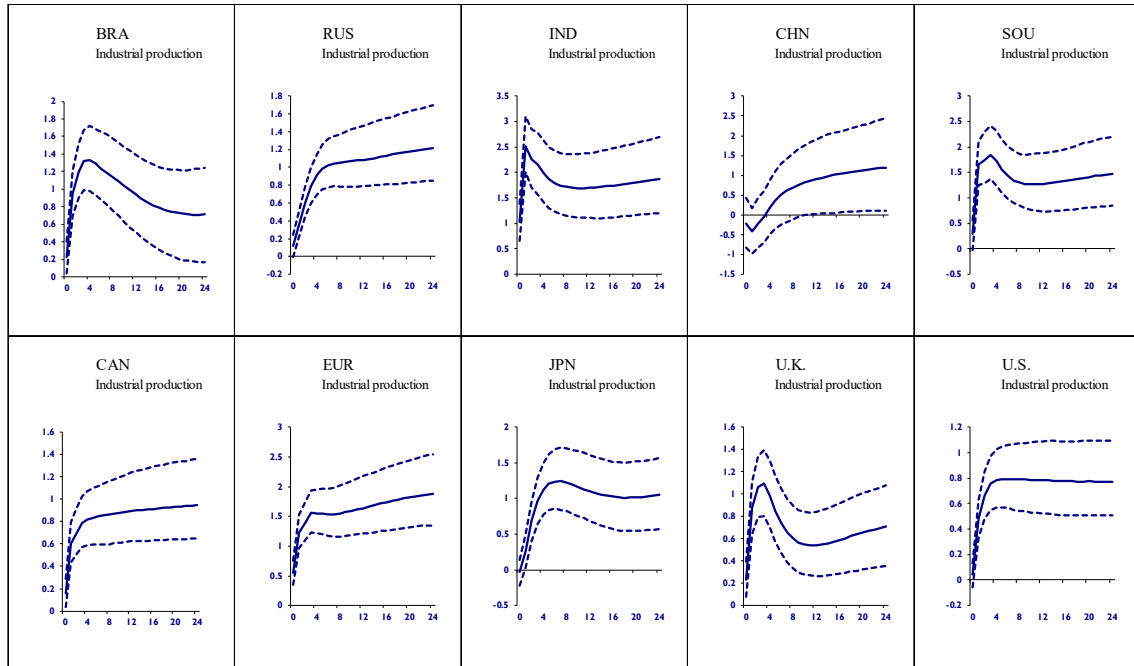 BRA
Industrial production
2
1.8
1.6
1.4
1.2
1
0.8
0.6
0.4
0.2
0
0 4 8 12 16 20 24
RUS
Industrial production
1.8
1.6
1.4
1.2
1
0.8
0.6
0.4
0.2
0
-0.2
0 4 8 12 16 20 24
IND
Industrial production
3.5
3
2.5
2
1.5
1
0.5
0
0 4 8 12 16 20 24
CHN
Industrial production
3
2.5
2
1.5
1
0.5
0
-0.5
-1
-1.5
0 4 8 12 16 20 24
SOU
Industrial production
3
2.5
2
1.5
1
0.5
0
-0.5
0 4 8 12 16 20 24
CAN
Industrial production
1.6
1.4
1.2
1
0.8
0.6
0.4
0.2
0
0 4 8 12 16 20 24
EUR
Industrial production
3
2.5
2
1.5
1
0.5
0
0 4 8 12 16 20 24
JPN
Industrial production
2
1.5
1
0.5
0
-0.5
0 4 8 12 16 20 24
U.K.
Industrial production
1.6
1.4
1.2
1
0.8
0.6
0.4
0.2
0
0 4 8 12 16 20 24
U.S.
Industrial production
1.2
1
0.8
0.6
0.4
0.2
0
-0.2
0 4 8 12 16 20 24